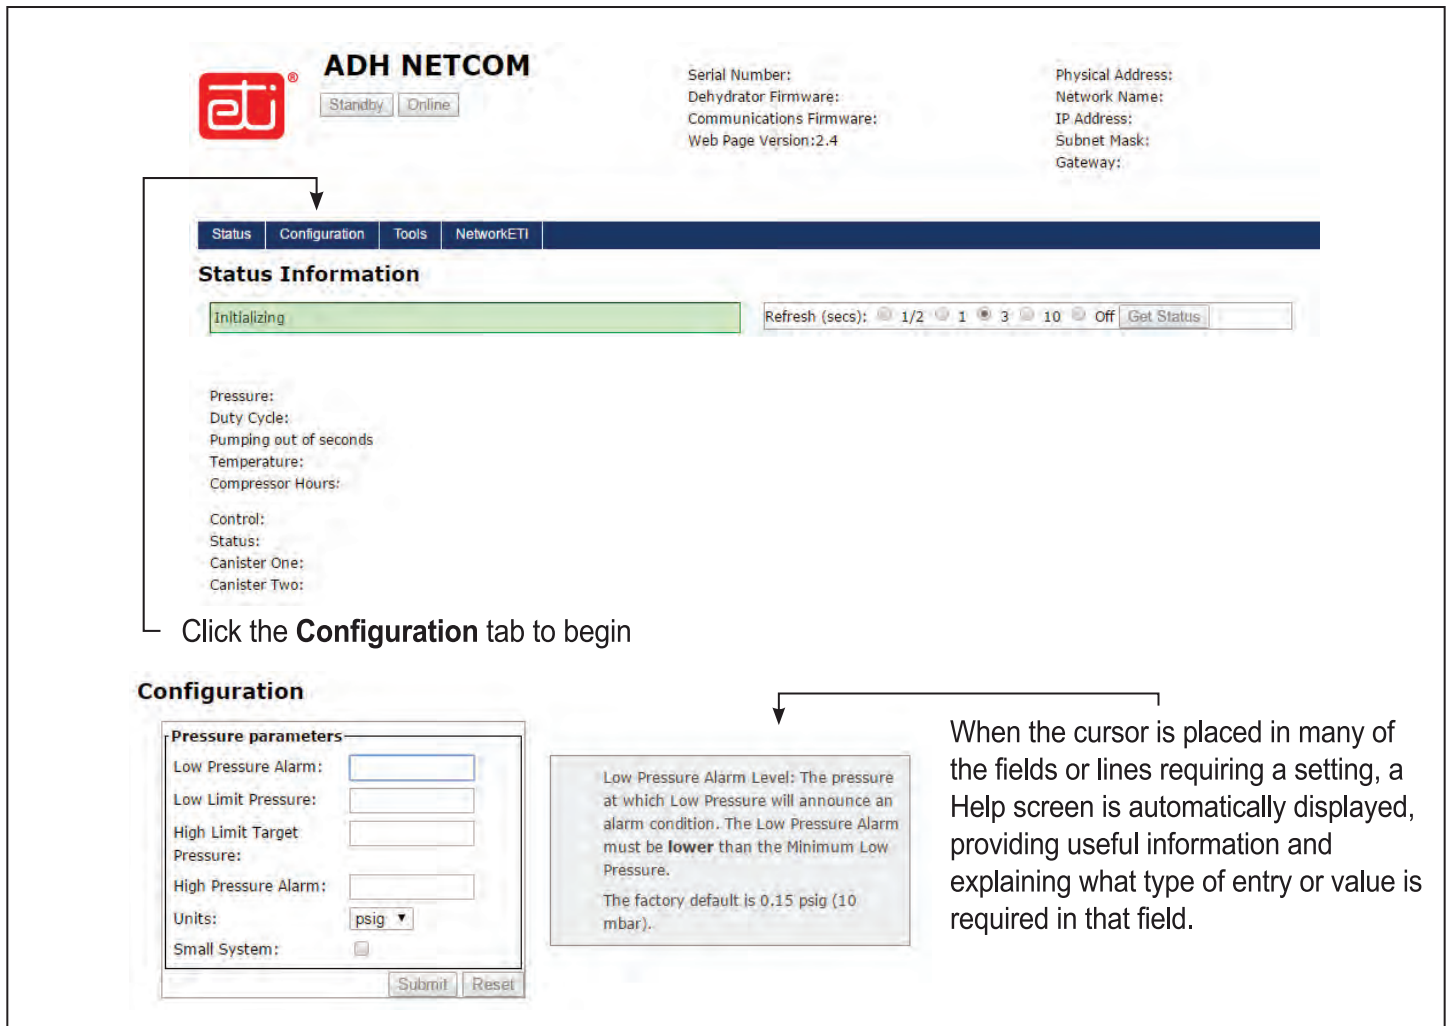 eti®
ADH NETCOM
Standby Online
Serial Number:
Dehydrator Firmware:
Communications Firmware:
Web Page Version:2.4
Physical Address:
Network Name:
IP Address:
Subnet Mask:
Gateway:
Status Configuration Tools NetworkETI
Status Information
Initializing
Refresh (secs): 1/2 1 3 10 Off Get Status
Pressure:
Duty Cycle:
Pumping out of seconds
Temperature:
Compressor Hours:
Control:
Status:
Canister One:
Canister Two:
Click the Configuration tab to begin
Configuration
Pressure parameters
Low Pressure Alarm:
Low Limit Pressure:
High Limit Target
Pressure:
High Pressure Alarm:
Units: psig
Small System:
Submit Reset
Low Pressure Alarm Level: The pressure
at which Low Pressure will announce an
alarm condition. The Low Pressure Alarm
must be lower than the Minimum Low
Pressure.
The factory default is 0.15 psig (10
mbar).
When the cursor is placed in many of
the fields or lines requiring a setting, a
Help screen is automatically displayed,
providing useful information and
explaining what type of entry or value is
required in that field.